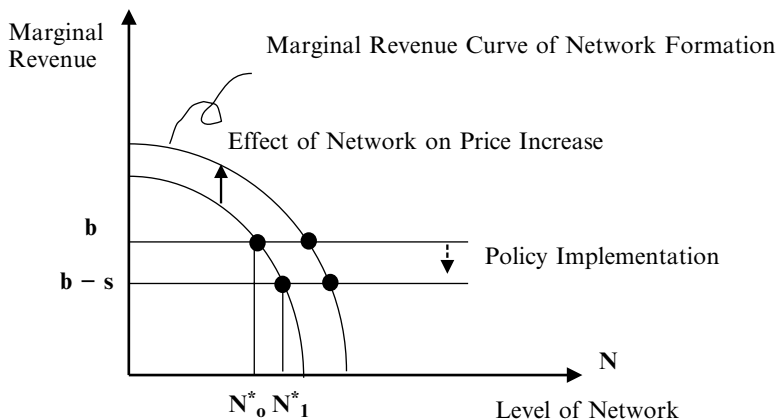 Marginal
Revenue
Marginal Revenue Curve of Network Formation
Effect of Network on Price Increase
b
Policy Implementation
b – s
N
N*o N*1
Level of Network